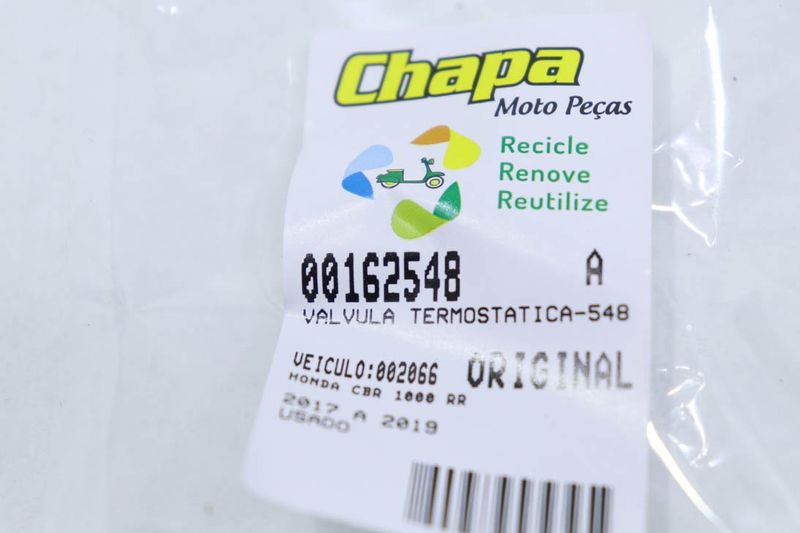 Chapa
Moto Peças
Recicle
Renove
Reutilize
00162548 A
VALVULA TERMOSTATICA-548
VEICULO:002066 ORIGINAL
HONDA CBR 1000 RR
2017 A 2019
USADO